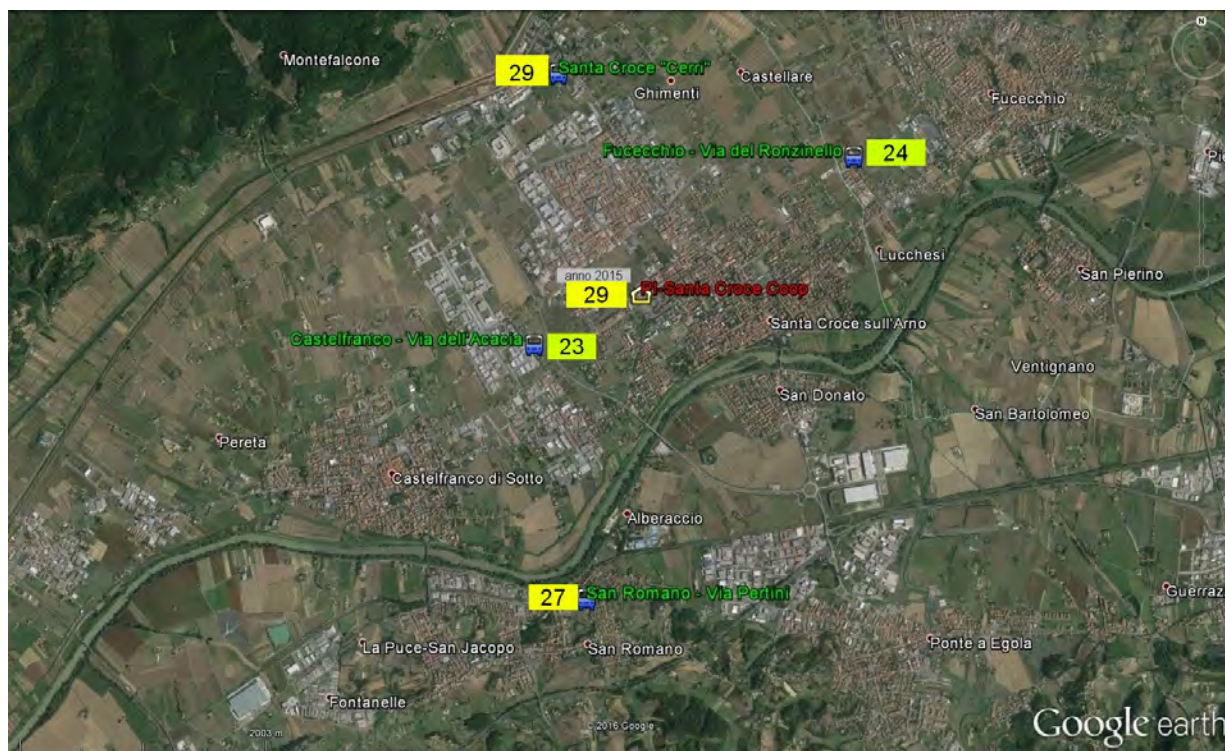 Montefalcone
29
Santa Croce "Cerri"
Ghimenti
Castellare
Fucecchio
Fucecchio - Via del Ronzinello
24
Lucchesi
San Pierino
anno 2015
29
PI-Santa Croce Coop
Santa Croce sull'Arno
Castelfranco - Via dell'Acacia
23
Ventignano
San Donato
San Bartolomeo
Pereta
Castelfranco di Sotto
Alberaccio
27
San Romano - Via Pertini
Guerraz
La Puce-San Jacopo
San Romano
Ponte a Egola
Fontanelle
2003 m
© 2016 Google
Google earth
N